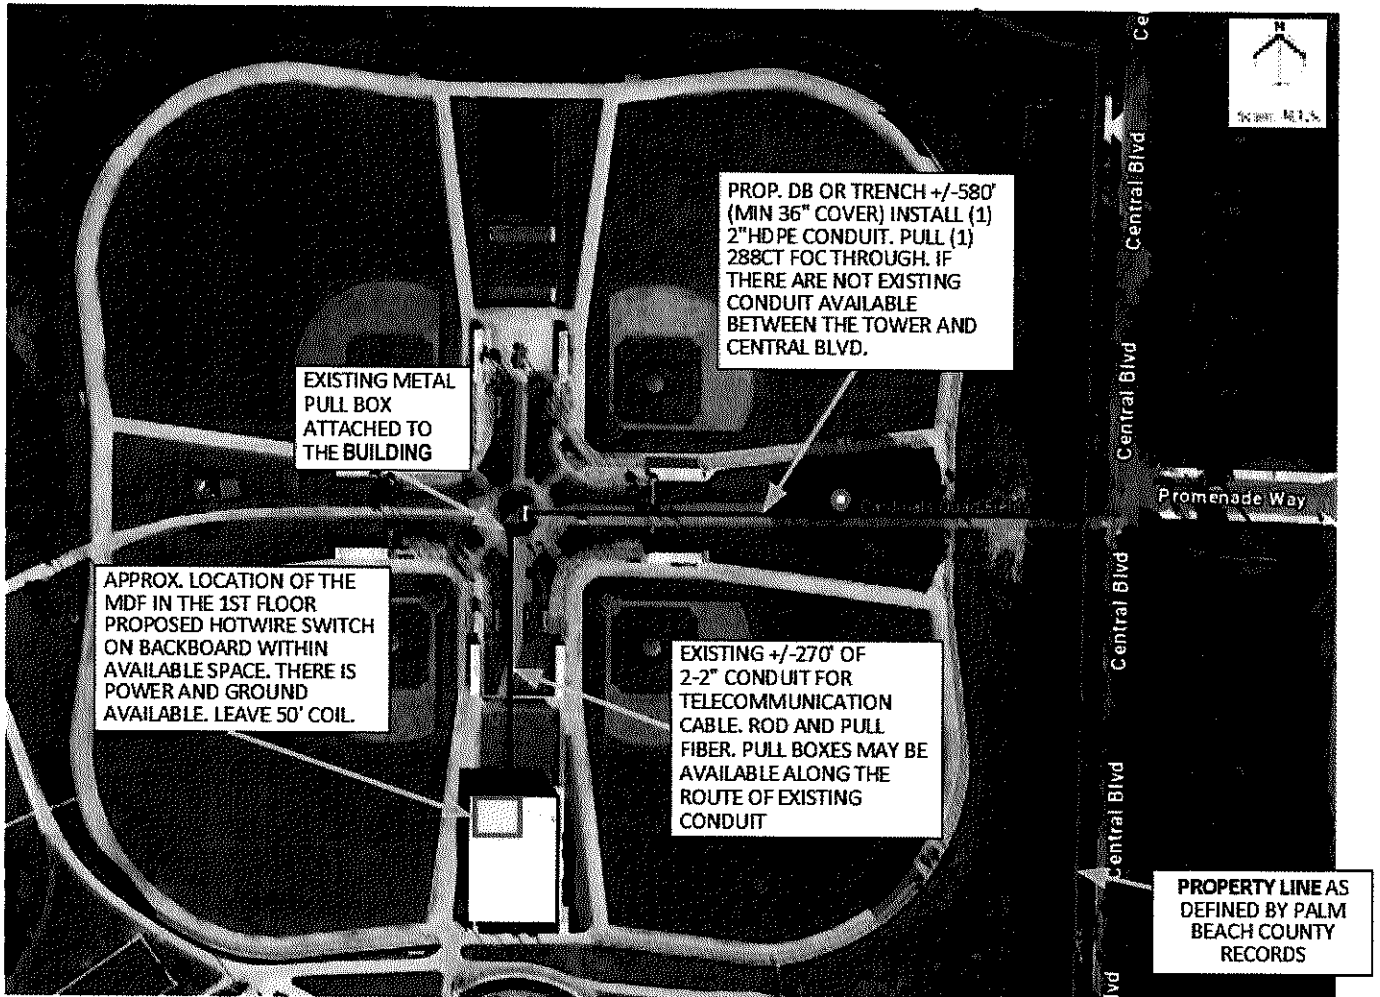 N
Scale: N.T.S.
Ce
Central Blvd
PROP. DB OR TRENCH +/-580'
(MIN 36" COVER) INSTALL (1)
2"HDPE CONDUIT. PULL (1)
288CT FOC THROUGH. IF
THERE ARE NOT EXISTING
CONDUIT AVAILABLE
BETWEEN THE TOWER AND
CENTRAL BLVD.
Central Blvd
EXISTING METAL
PULL BOX
ATTACHED TO
THE BUILDING
Promenade Way
APPROX. LOCATION OF THE
MDF IN THE 1ST FLOOR
PROPOSED HOTWIRE SWITCH
ON BACKBOARD WITHIN
AVAILABLE SPACE. THERE IS
POWER AND GROUND
AVAILABLE. LEAVE 50' COIL.
Central Blvd
EXISTING +/-270' OF
2-2" CONDUIT FOR
TELECOMMUNICATION
CABLE. ROD AND PULL
FIBER. PULL BOXES MAY BE
AVAILABLE ALONG THE
ROUTE OF EXISTING
CONDUIT
Central Blvd
PROPERTY LINE AS
DEFINED BY PALM
BEACH COUNTY
RECORDS
lvd